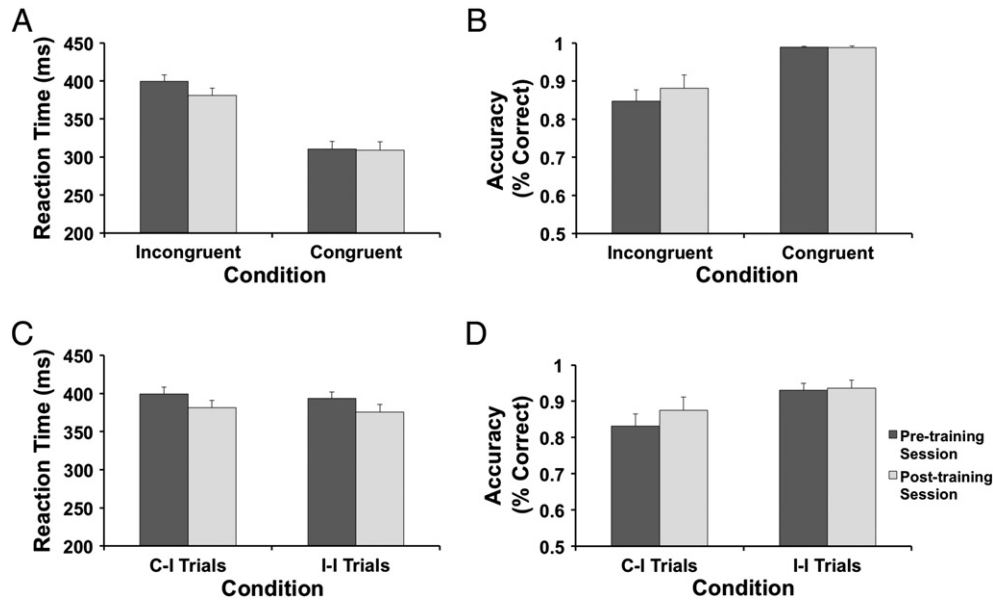 A
Reaction Time (ms)
450
400
350
300
250
200
Incongruent
Congruent
Condition
B
Accuracy
(% Correct)
1
0.9
0.8
0.7
0.6
0.5
Incongruent
Congruent
Condition
C
Reaction Time (ms)
450
400
350
300
250
200
C-I Trials
I-I Trials
Condition
D
Accuracy
(% Correct)
1
0.9
0.8
0.7
0.6
0.5
C-I Trials
I-I Trials
Condition
Pre-training
Session
Post-training
Session